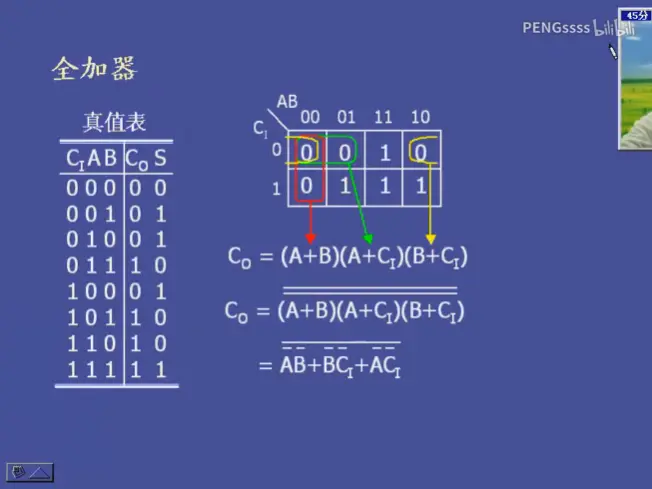 PENGssss bilibili
45分
全加器
真值表
C_I A B C_O S
0 0 0 0 0
0 0 1 0 1
0 1 0 0 1
0 1 1 1 0
1 0 0 0 1
1 0 1 1 0
1 1 0 1 0
1 1 1 1 1
AB
00 01 11 10
C_I
0 0 0 1 0
1 0 1 1 1
C_O = (A+B)(A+C_I)(B+C_I)
C_O = \overline{\overline{(A+B)(A+C_I)(B+C_I)}}
= \overline{\overline{A}\,\overline{B}+\overline{B}\,\overline{C_I}+\overline{A}\,\overline{C_I}}